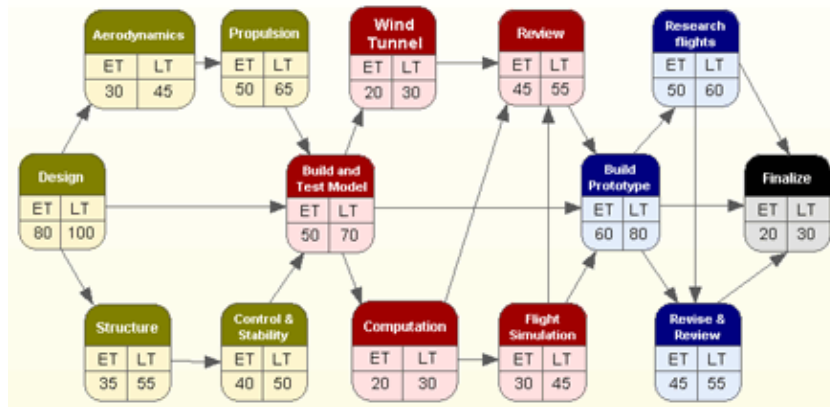 Aerodynamics
ET LT
30 45
Propulsion
ET LT
50 65
Wind
Tunnel
ET LT
20 30
Review
ET LT
45 55
Research
flights
ET LT
50 60
Design
ET LT
80 100
Build and
Test Model
ET LT
50 70
Build
Prototype
ET LT
60 80
Finalize
ET LT
20 30
Structure
ET LT
35 55
Control &
Stability
ET LT
40 50
Computation
ET LT
20 30
Flight
Simulation
ET LT
30 45
Revise &
Review
ET LT
45 55